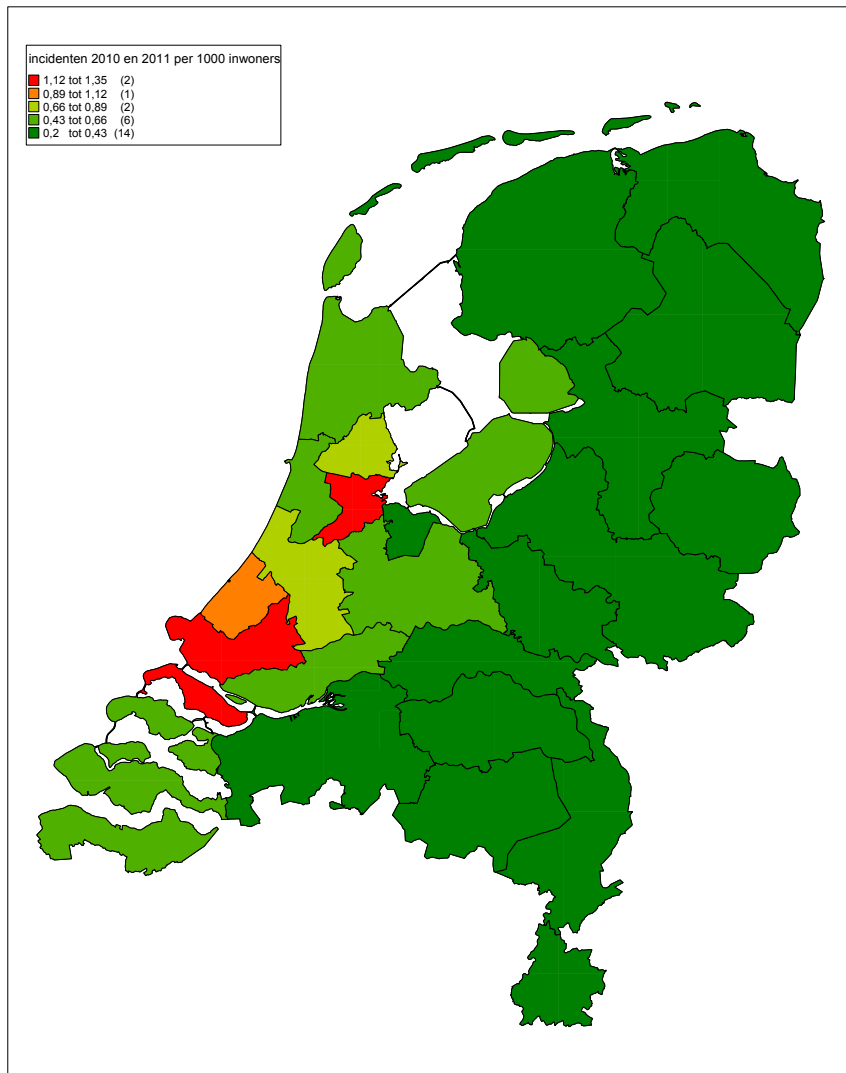 incidenten 2010 en 2011 per 1000 inwoners
1,12 tot 1,35 (2)
0,89 tot 1,12 (1)
0,66 tot 0,89 (2)
0,43 tot 0,66 (6)
0,2 tot 0,43 (14)